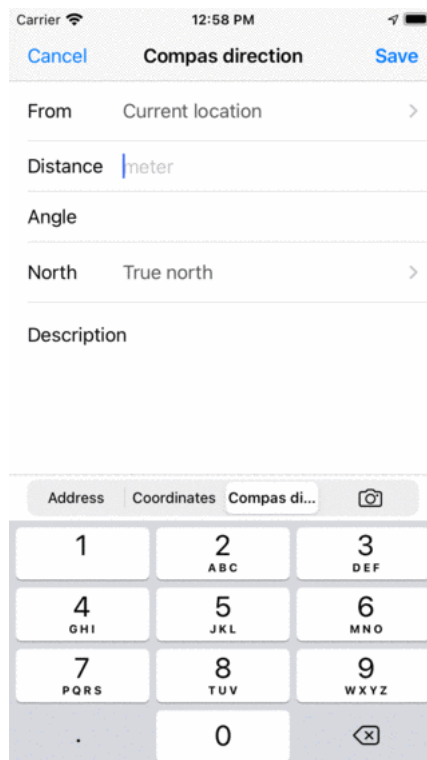 Carrier 12:58 PM
Cancel Compas direction Save
From Current location
Distance meter
Angle
North True north
Description
Address Coordinates Compas di...
1 2 3
ABC DEF
4 5 6
GHI JKL MNO
7 8 9
PQRS TUV WXYZ
. 0